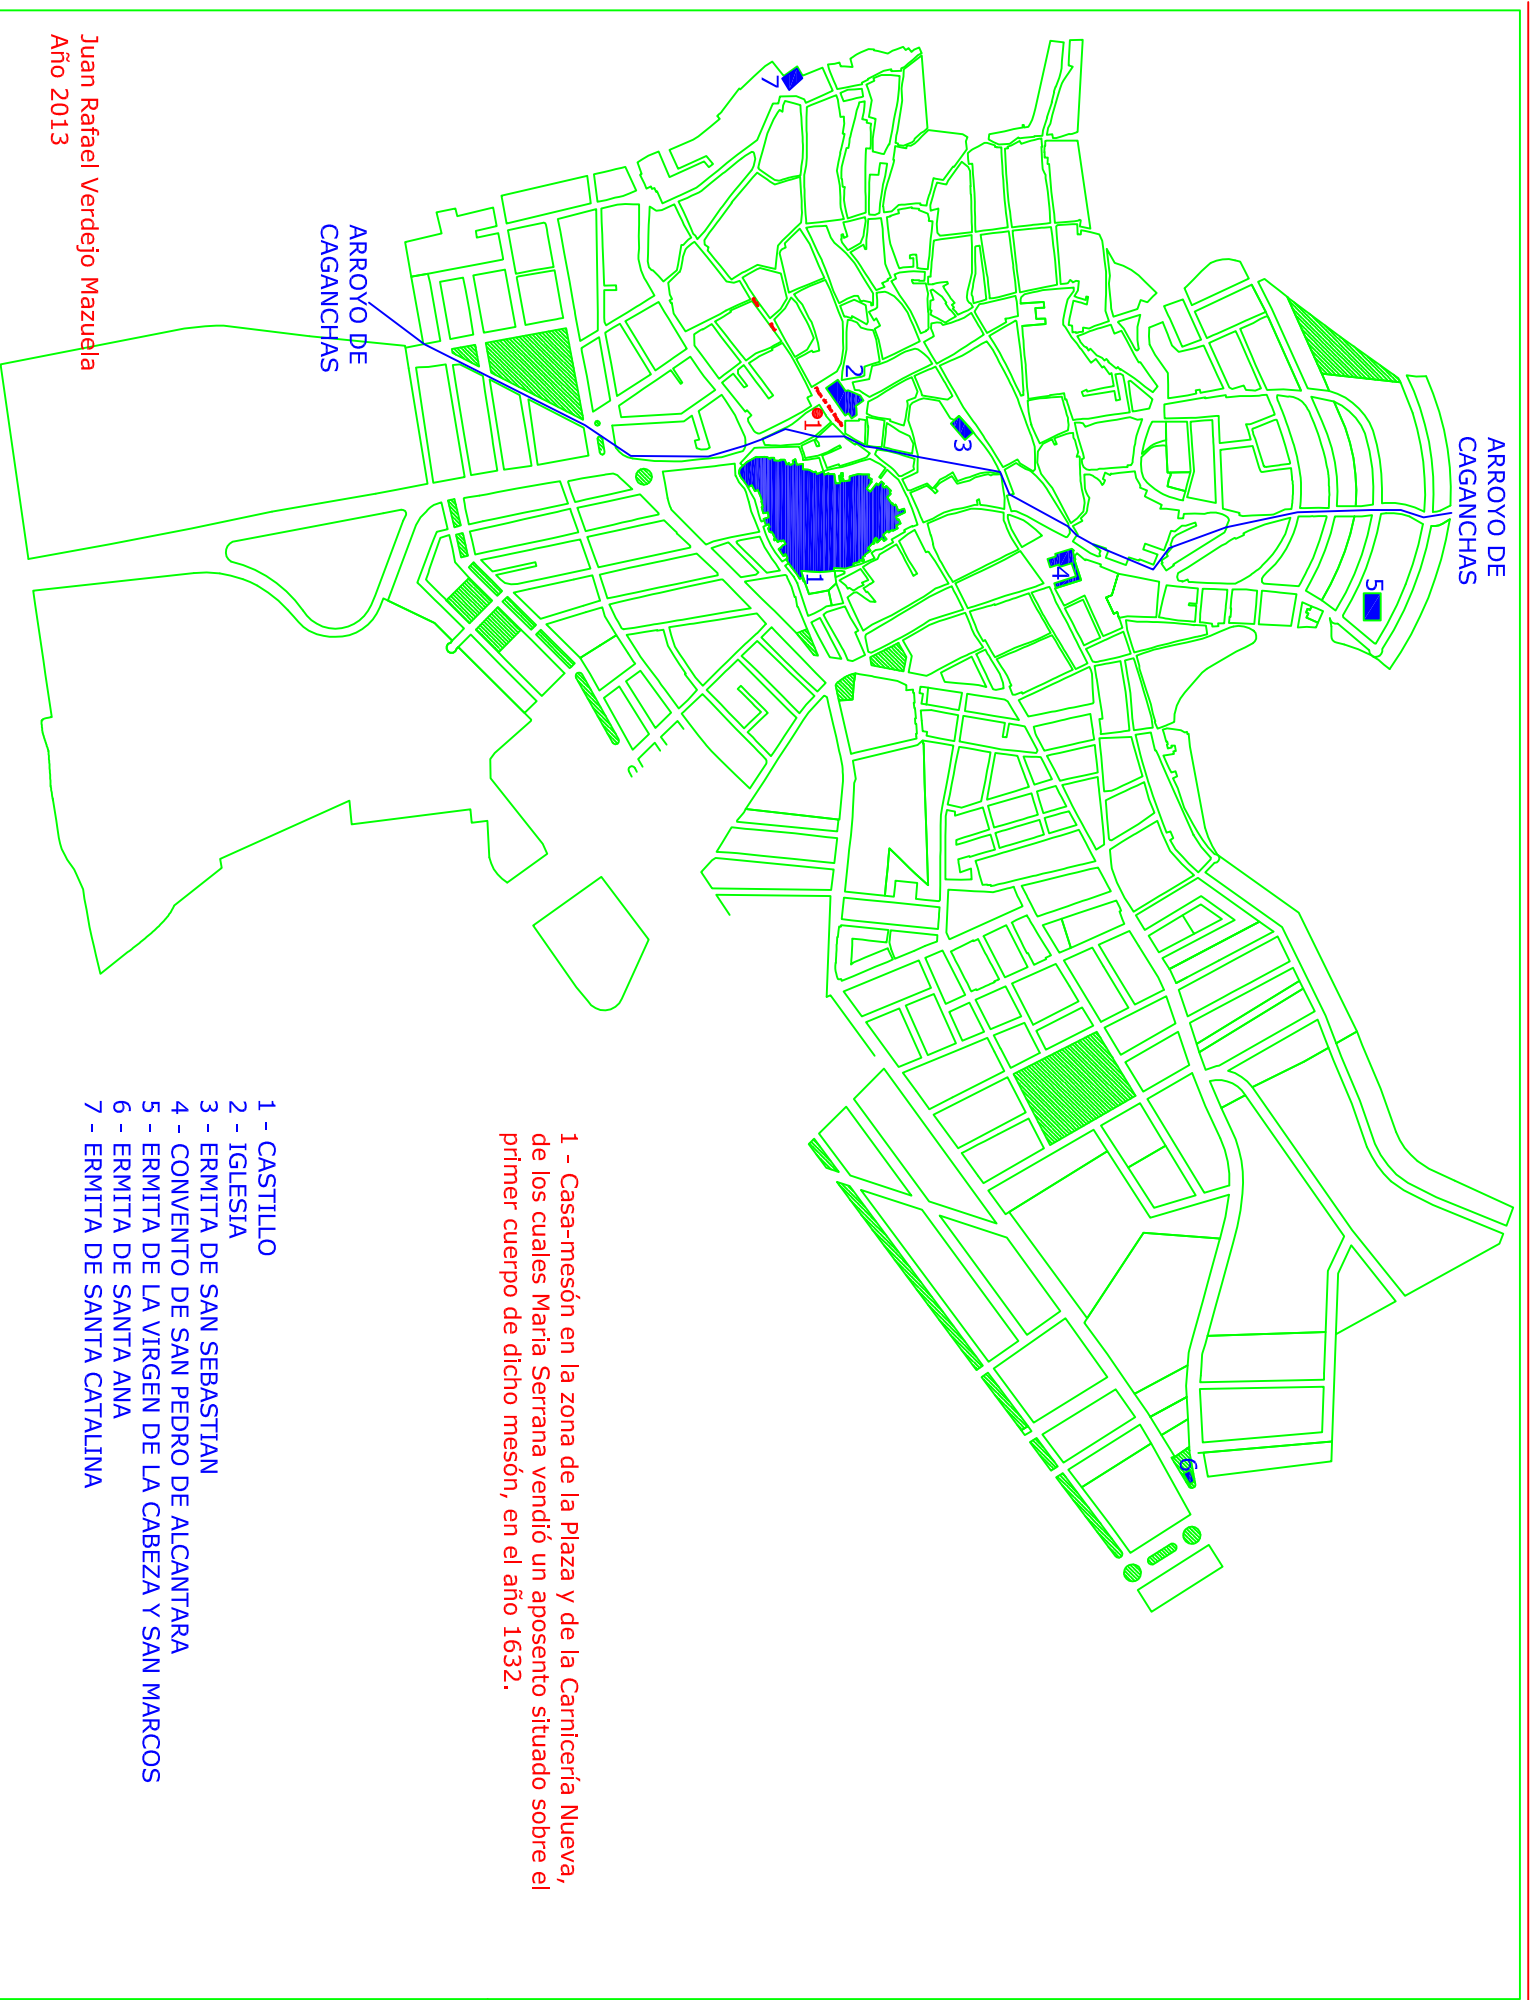 ARROYO DE
CAGANCHAS
5
4
3
2
1
1
7
6
ARROYO DE
CAGANCHAS
Juan Rafael Verdejo Mazuela
Año 2013
1 - Casa-mesón en la zona de la Plaza y de la Carnicería Nueva,
de los cuales Maria Serrana vendió un aposento situado sobre el
primer cuerpo de dicho mesón, en el año 1632.
1 - CASTILLO
2 - IGLESIA
3 - ERMITA DE SAN SEBASTIAN
4 - CONVENTO DE SAN PEDRO DE ALCANTARA
5 - ERMITA DE LA VIRGEN DE LA CABEZA Y SAN MARCOS
6 - ERMITA DE SANTA ANA
7 - ERMITA DE SANTA CATALINA